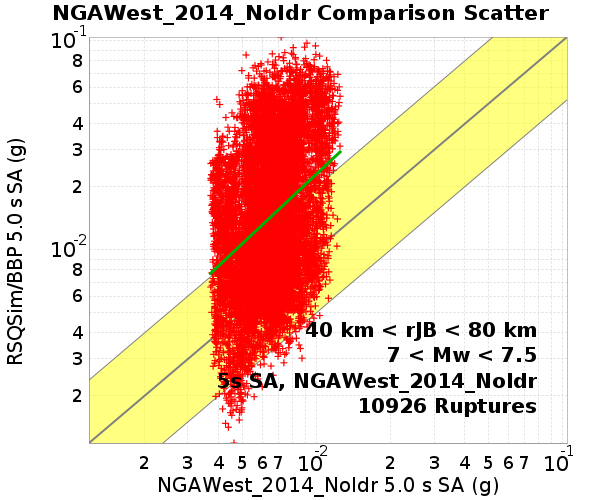 NGAWest_2014_NoIdr Comparison Scatter
10-1
8
6
4
3
2
10-2
8
6
4
3
2
RSQSim/BBP 5.0 s SA (g)
40 km < rJB < 80 km
7 < Mw < 7.5
5s SA, NGAWest_2014_NoIdr
10926 Ruptures
2 3 4 5 6 7 10-2 2 3 4 5 6 7 10-1
NGAWest_2014_NoIdr 5.0 s SA (g)